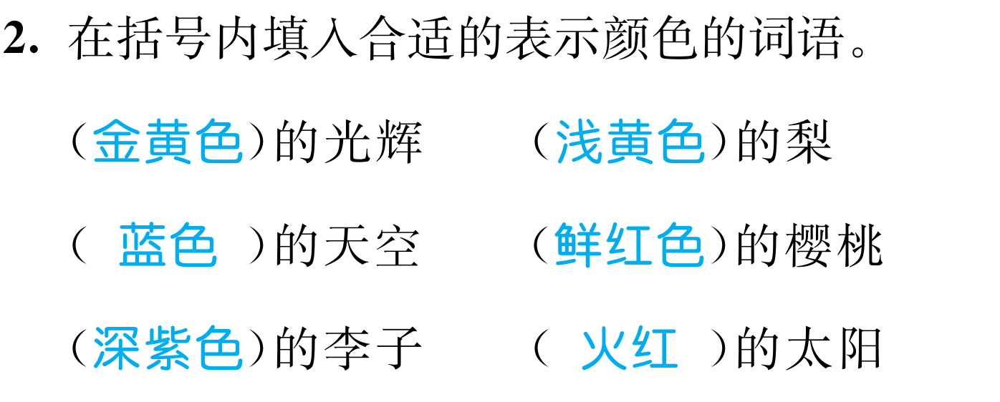 2. 在括号内填入合适的表示颜色的词语。
（金黄色）的光辉 （浅黄色）的梨
（ 蓝色 ）的天空 （鲜红色）的樱桃
（深紫色）的李子 （ 火红 ）的太阳